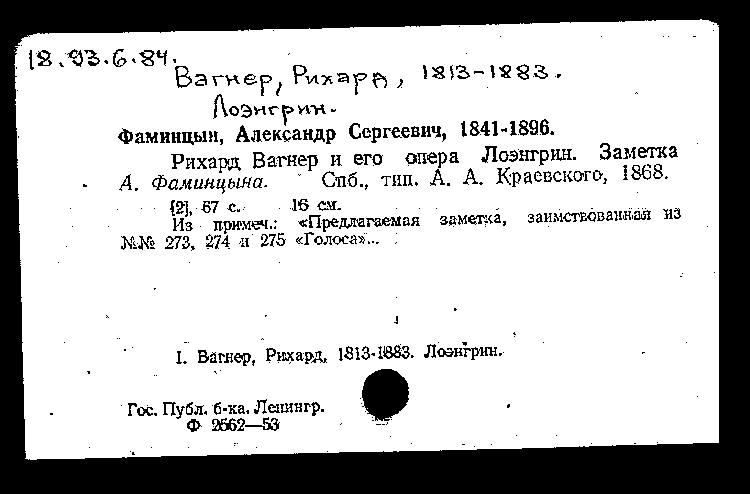 18.93.6.84.
Вагнер, Рихард, 1813-1883.
Лоэнгрин.
Фаминцын, Александр Сергеевич, 1841-1896.
Рихард Вагнер и его опера Лоэнгрин. Заметка
А. Фаминцына. Спб., тип. А. А. Краевского, 1868.
[2], 67 с. 16 см.
Из примеч.: «Предлагаемая заметка, заимствованная из
№№ 273, 274 и 275 «Голоса»...
I. Вагнер, Рихард, 1813-1883. Лоэнгрин.
Гос. Публ. б-ка. Ленингр.
Ф 2562—53